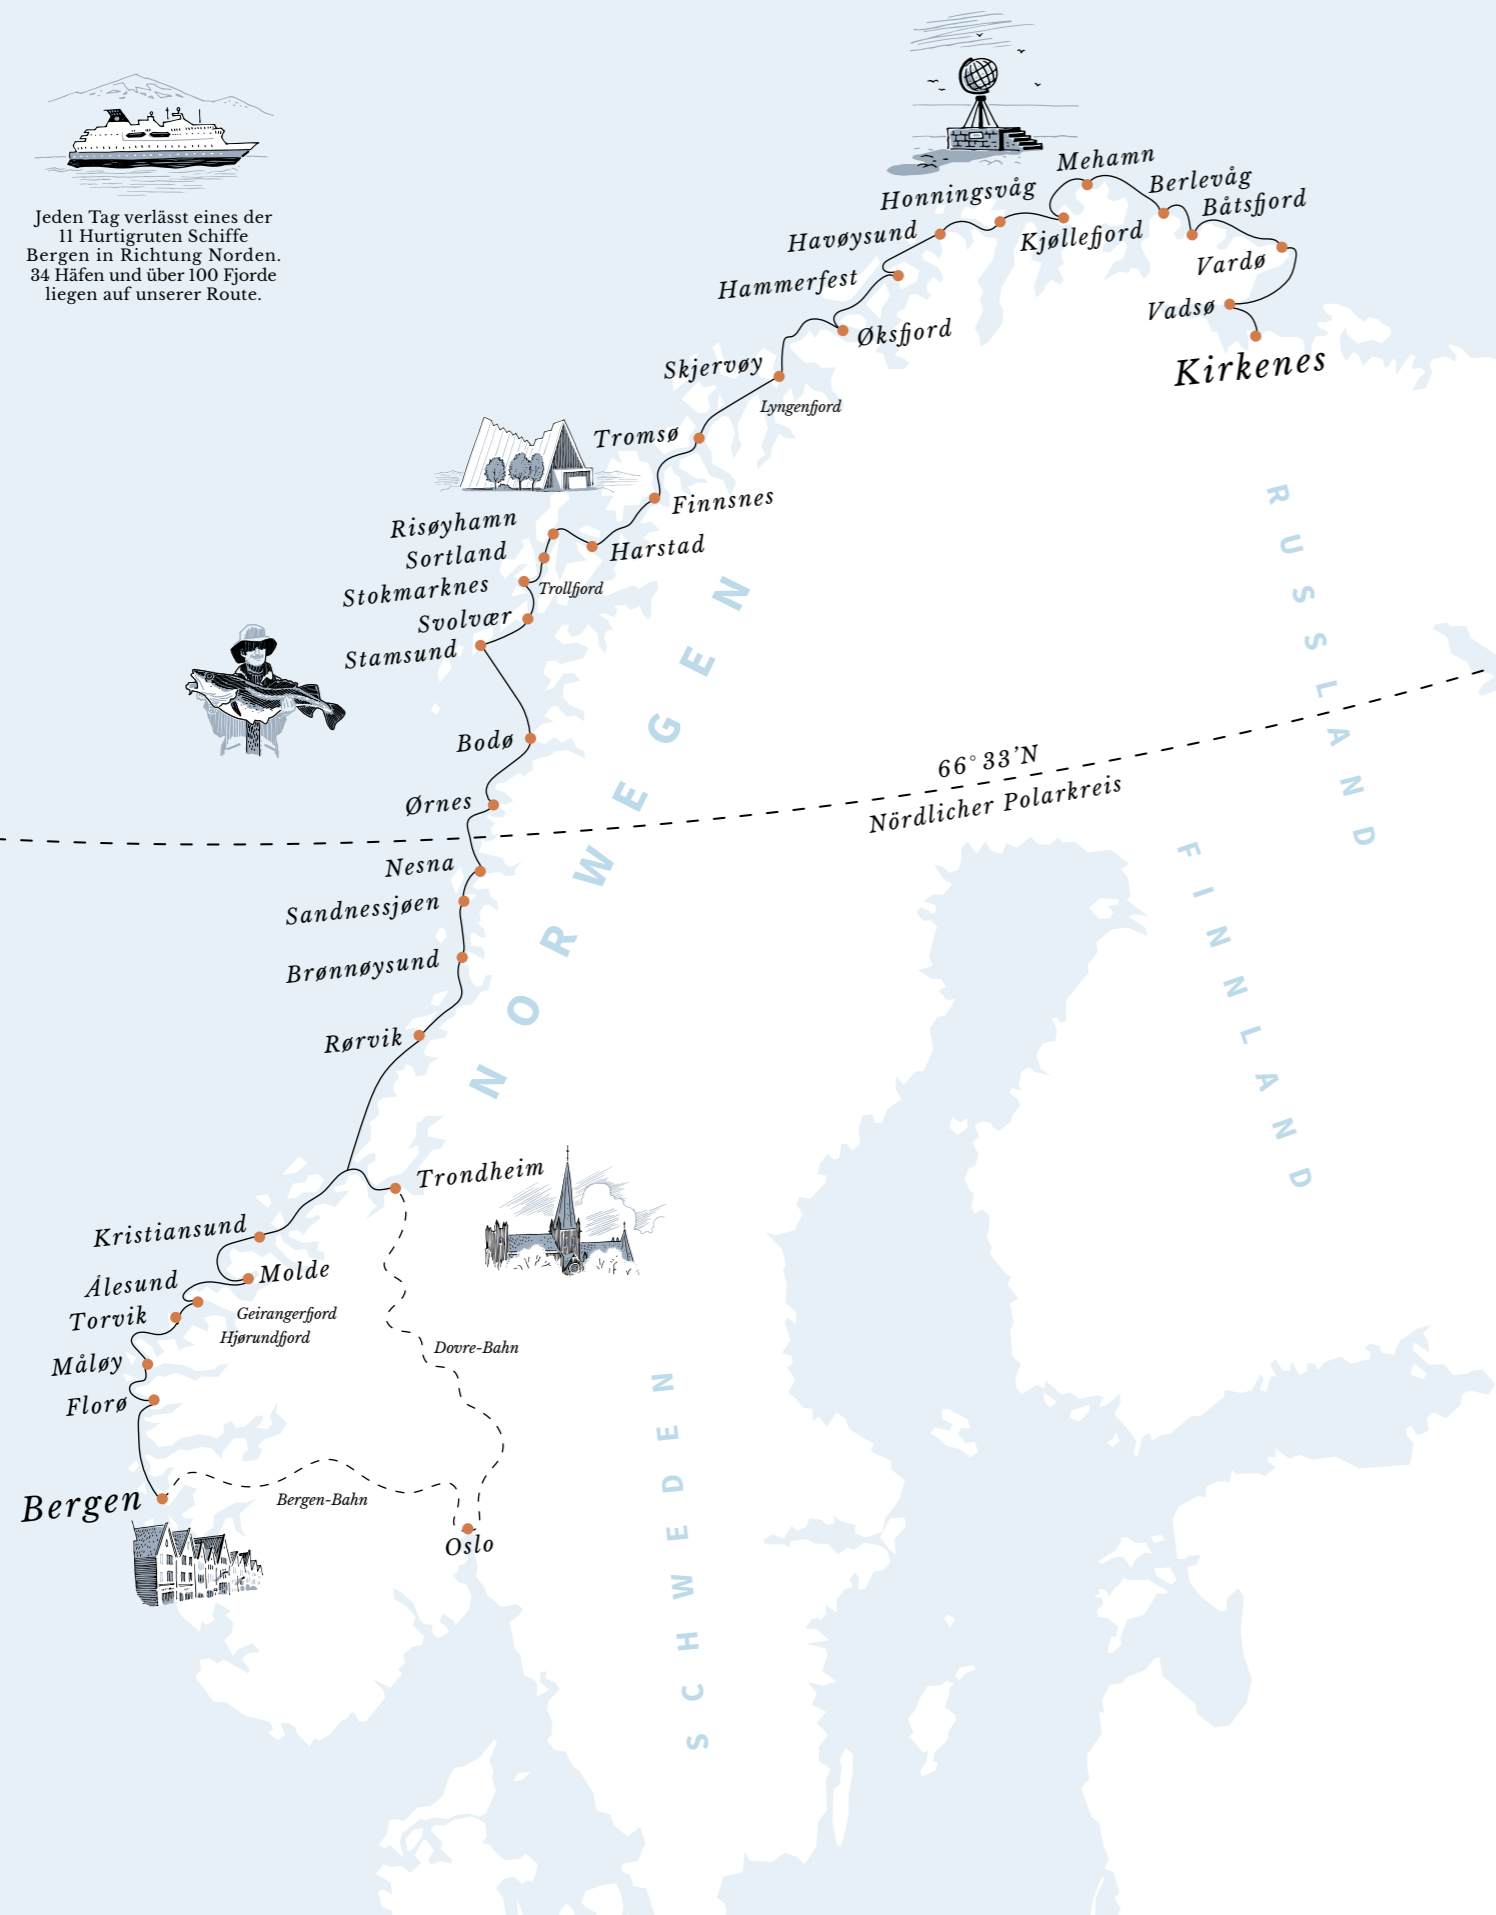 Jeden Tag verlässt eines der
11 Hurtigruten Schiffe
Bergen in Richtung Norden.
34 Häfen und über 100 Fjorde
liegen auf unserer Route.
Mehamn
Berlevåg
Honningsvåg
Båtsfjord
Havøysund
Kjøllefjord
Vardø
Hammerfest
Vadsø
Øksfjord
Kirkenes
Skjervøy
Lyngenfjord
Tromsø
Finnsnes
Risøyhamn
Harstad
Sortland
Stokmarknes
Trollfjord
Svolvær
Stamsund
Bodø
66° 33’N
Nördlicher Polarkreis
Ørnes
Nesna
Sandnessjøen
Brønnøysund
Rørvik
NORWEGEN
RUSSLAND
FINNLAND
Trondheim
Kristiansund
Molde
Ålesund
Torvik
Geirangerfjord
Hjørundfjord
Måløy
Dovre-Bahn
Florø
Bergen
Bergen-Bahn
Oslo
SCHWEDEN